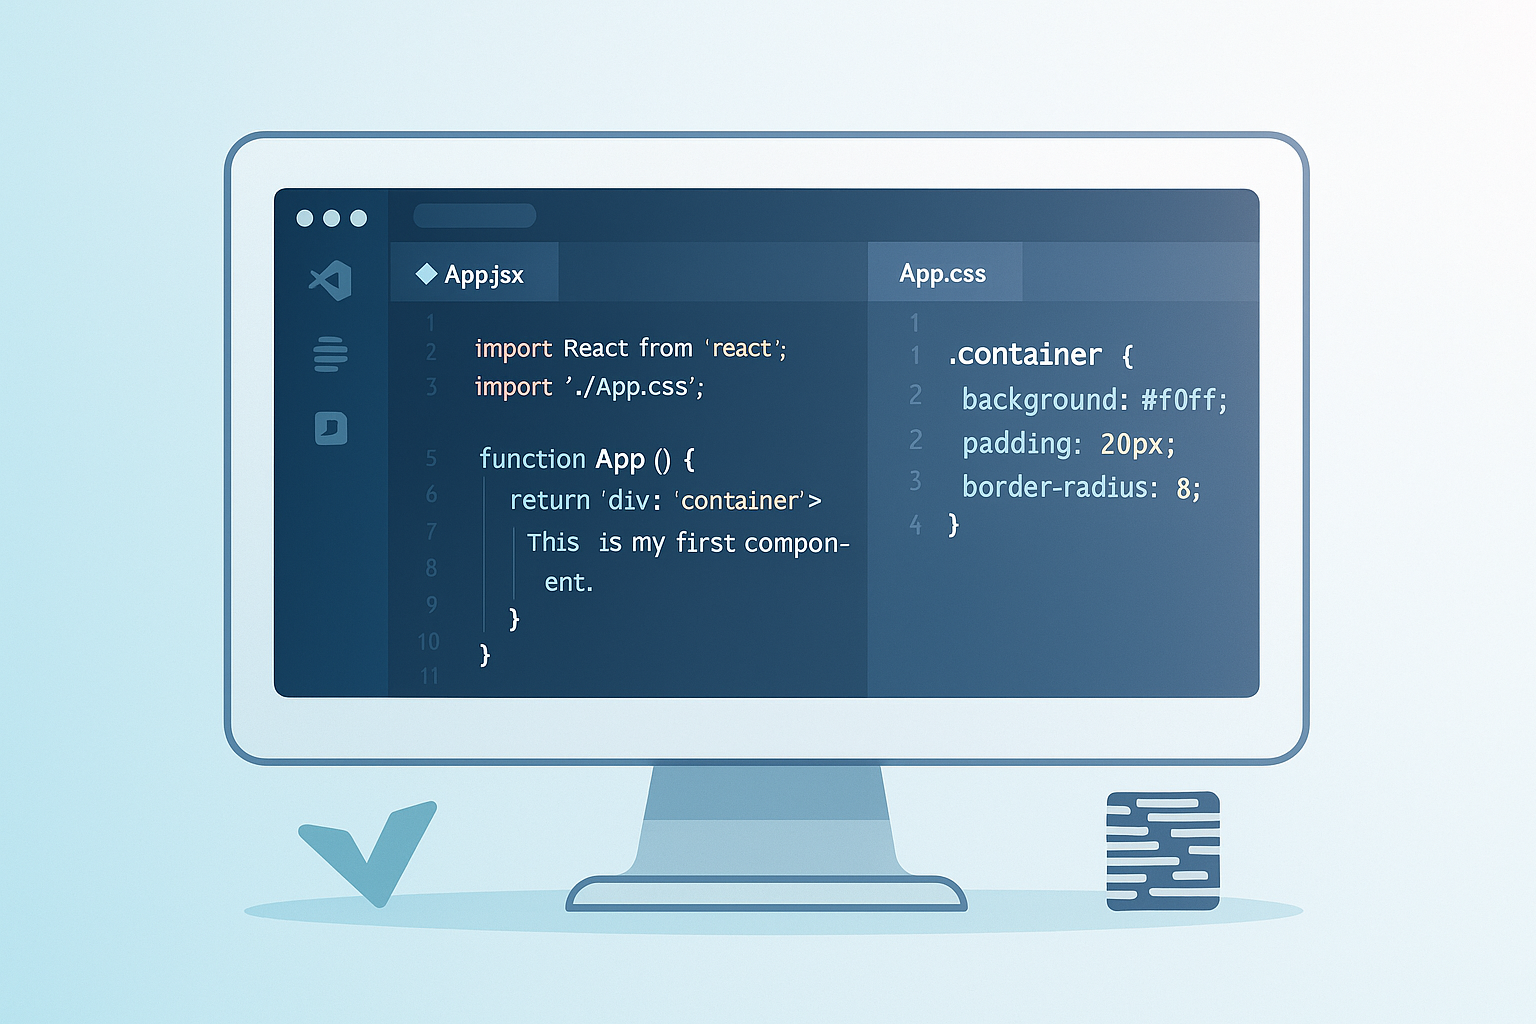 App.jsx
1
2 import React from 'react';
3 import './App.css';
5 function App () {
6 return 'div: 'container'>
7 This is my first compon-
8 ent.
9 }
10 }
11
App.css
1
1 .container {
2 background: #f0ff;
2 padding: 20px;
3 border-radius: 8;
4 }